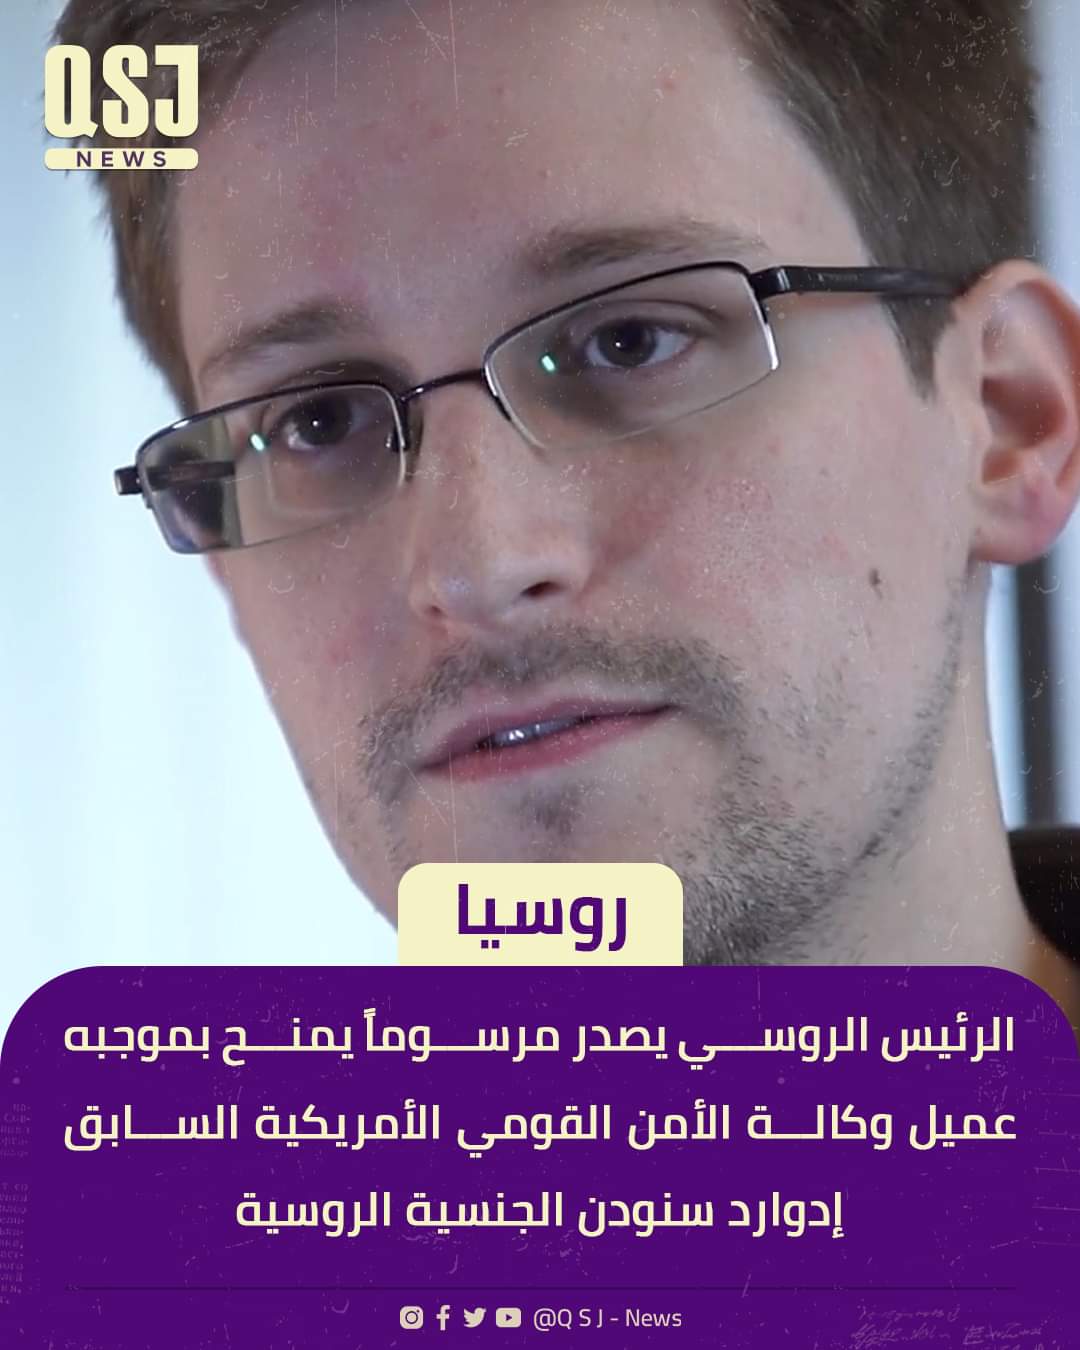 QSJ
NEWS
روسيا
الرئيس الروسي يصدر مرسوماً يمنح بموجبه
عميل وكالة الأمن القومي الأمريكية السابق
إدوارد سنودن الجنسية الروسية
@Q S J - News